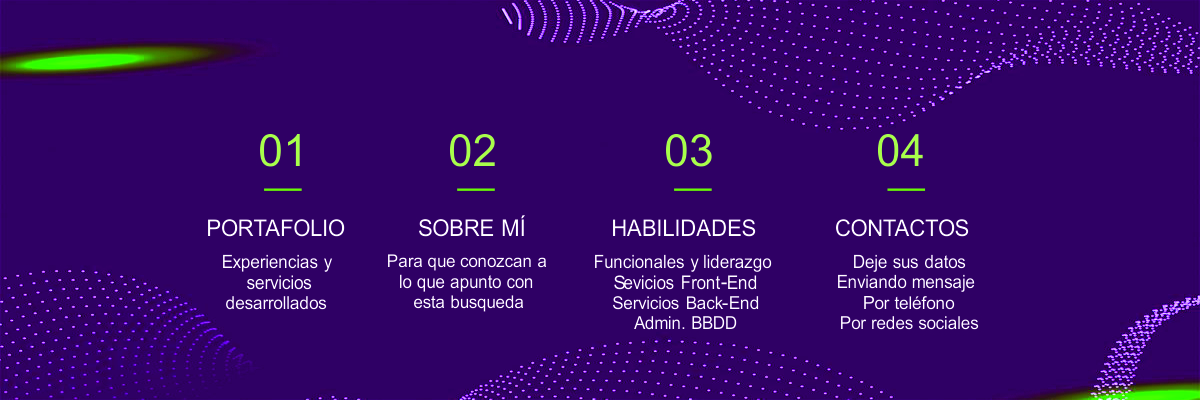 01
PORTAFOLIO
Experiencias y
servicios
desarrollados
02
SOBRE MÍ
Para que conozcan a
lo que apunto con
esta busqueda
03
HABILIDADES
Funcionales y liderazgo
Sevicios Front-End
Servicios Back-End
Admin. BBDD
04
CONTACTOS
Deje sus datos
Enviando mensaje
Por teléfono
Por redes sociales